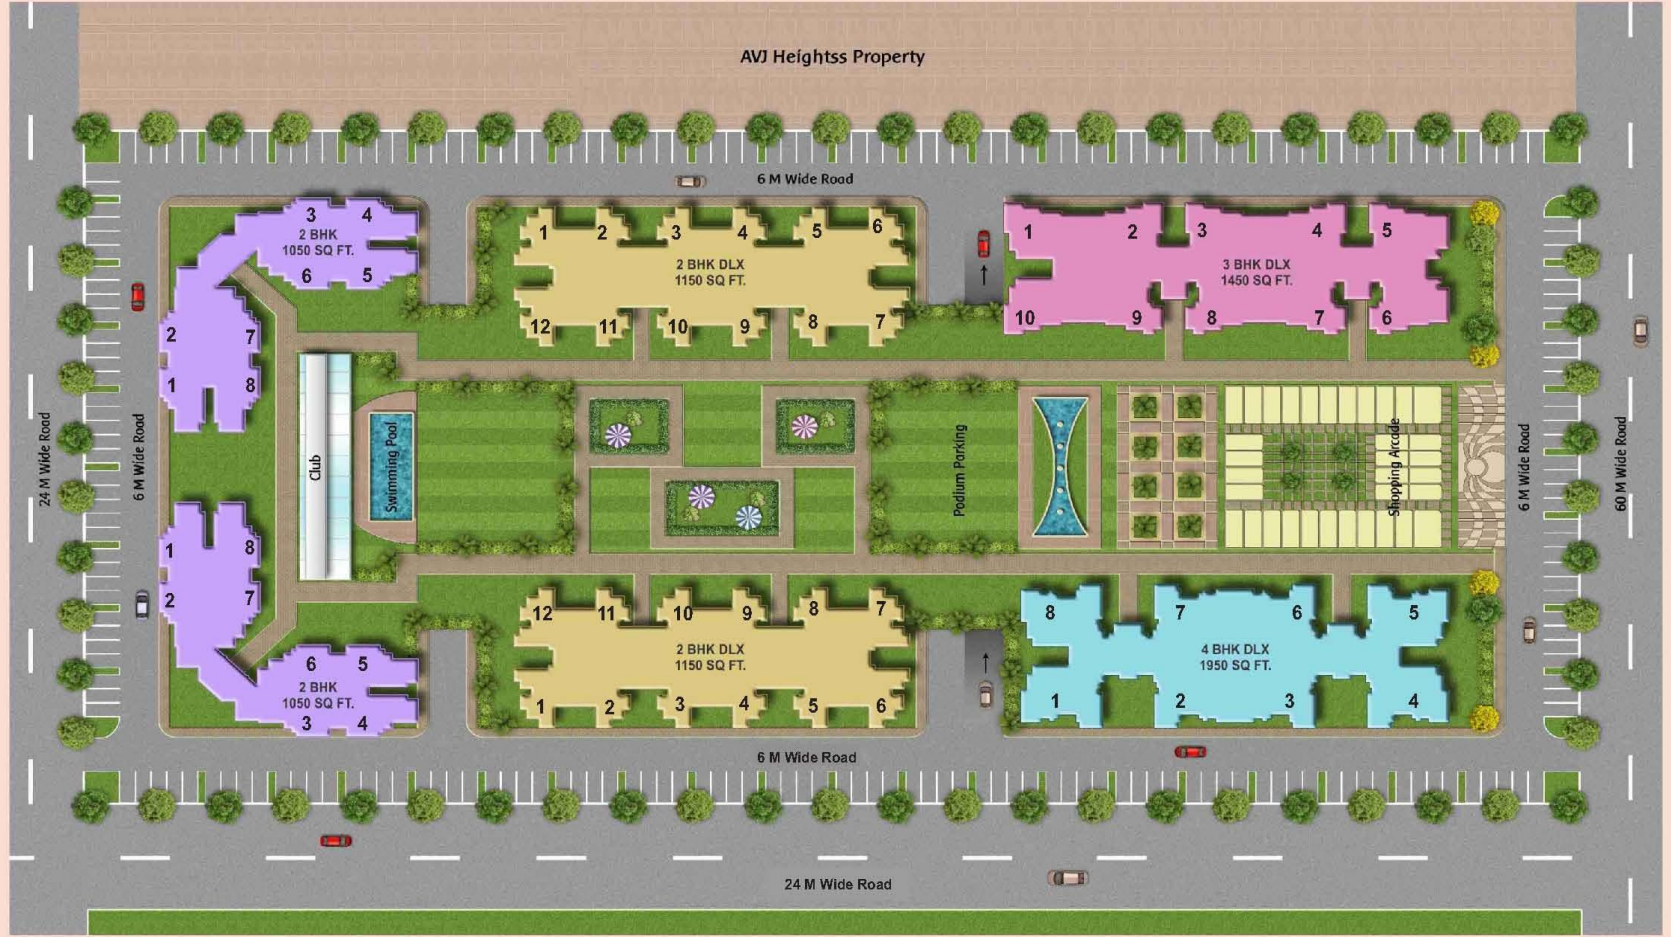 AVJ Heightss Property
6 M Wide Road
3 4
2 BHK
1050 SQ FT.
6 5
2 7
1 8
1 2 3 4 5 6
2 BHK DLX
1150 SQ FT.
12 11 10 9 8 7
1 2 3 4 5
3 BHK DLX
1450 SQ FT.
10 9 8 7 6
24 M Wide Road
6 M Wide Road
Club
Swimming Pool
Podium Parking
Shopping Arcade
6 M Wide Road
60 M Wide Road
1 8
2 7
6 5
2 BHK
1050 SQ FT.
3 4
12 11 10 9 8 7
2 BHK DLX
1150 SQ FT.
1 2 3 4 5 6
8 7 6 5
4 BHK DLX
1950 SQ FT.
1 2 3 4
6 M Wide Road
24 M Wide Road